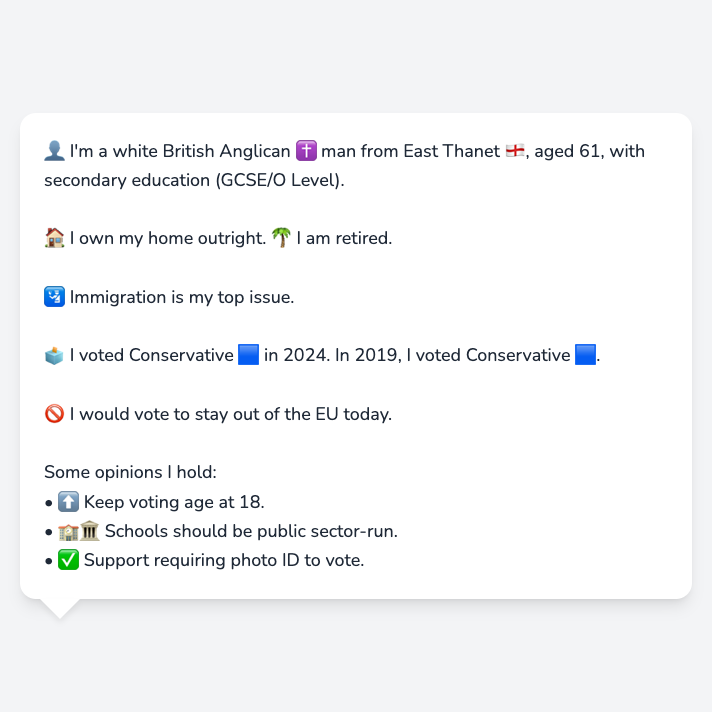 👤 I'm a white British Anglican ✝️ man from East Thanet 🏴󠁧󠁢󠁥󠁮󠁧󠁿, aged 61, with
secondary education (GCSE/O Level).
🏠 I own my home outright. 🌴 I am retired.
🛂 Immigration is my top issue.
🗳️ I voted Conservative 🟦 in 2024. In 2019, I voted Conservative 🟦.
🚫 I would vote to stay out of the EU today.
Some opinions I hold:
• ⬆️ Keep voting age at 18.
• 🏫🏛️ Schools should be public sector-run.
• ✅ Support requiring photo ID to vote.